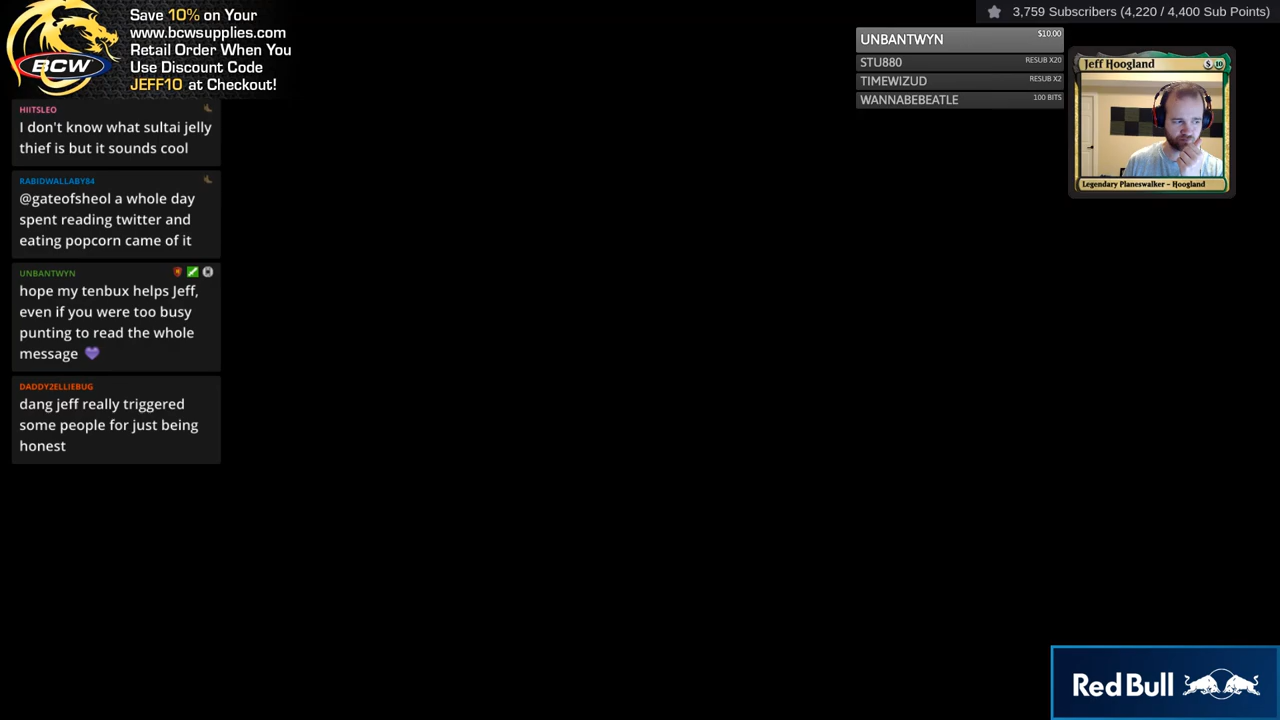 Save 10% on Your
www.bcwsupplies.com
Retail Order When You
Use Discount Code
JEFF10 at Checkout!
BCW
3,759 Subscribers (4,220 / 4,400 Sub Points)
UNBANTWYN $10.00
STU880 RESUB X20
TIMEWIZUD RESUB X2
WANNABEBEATLE 100 BITS
Jeff Hoogland
Legendary Planeswalker - Hoogland
HIITSLEO
I don't know what sultai jelly
thief is but it sounds cool
RABIDWALLABY84
@gateofsheol a whole day
spent reading twitter and
eating popcorn came of it
UNBANTWYN
hope my tenbux helps Jeff,
even if you were too busy
punting to read the whole
message
DADDY2ELLIEBUG
dang jeff really triggered
some people for just being
honest
Red Bull